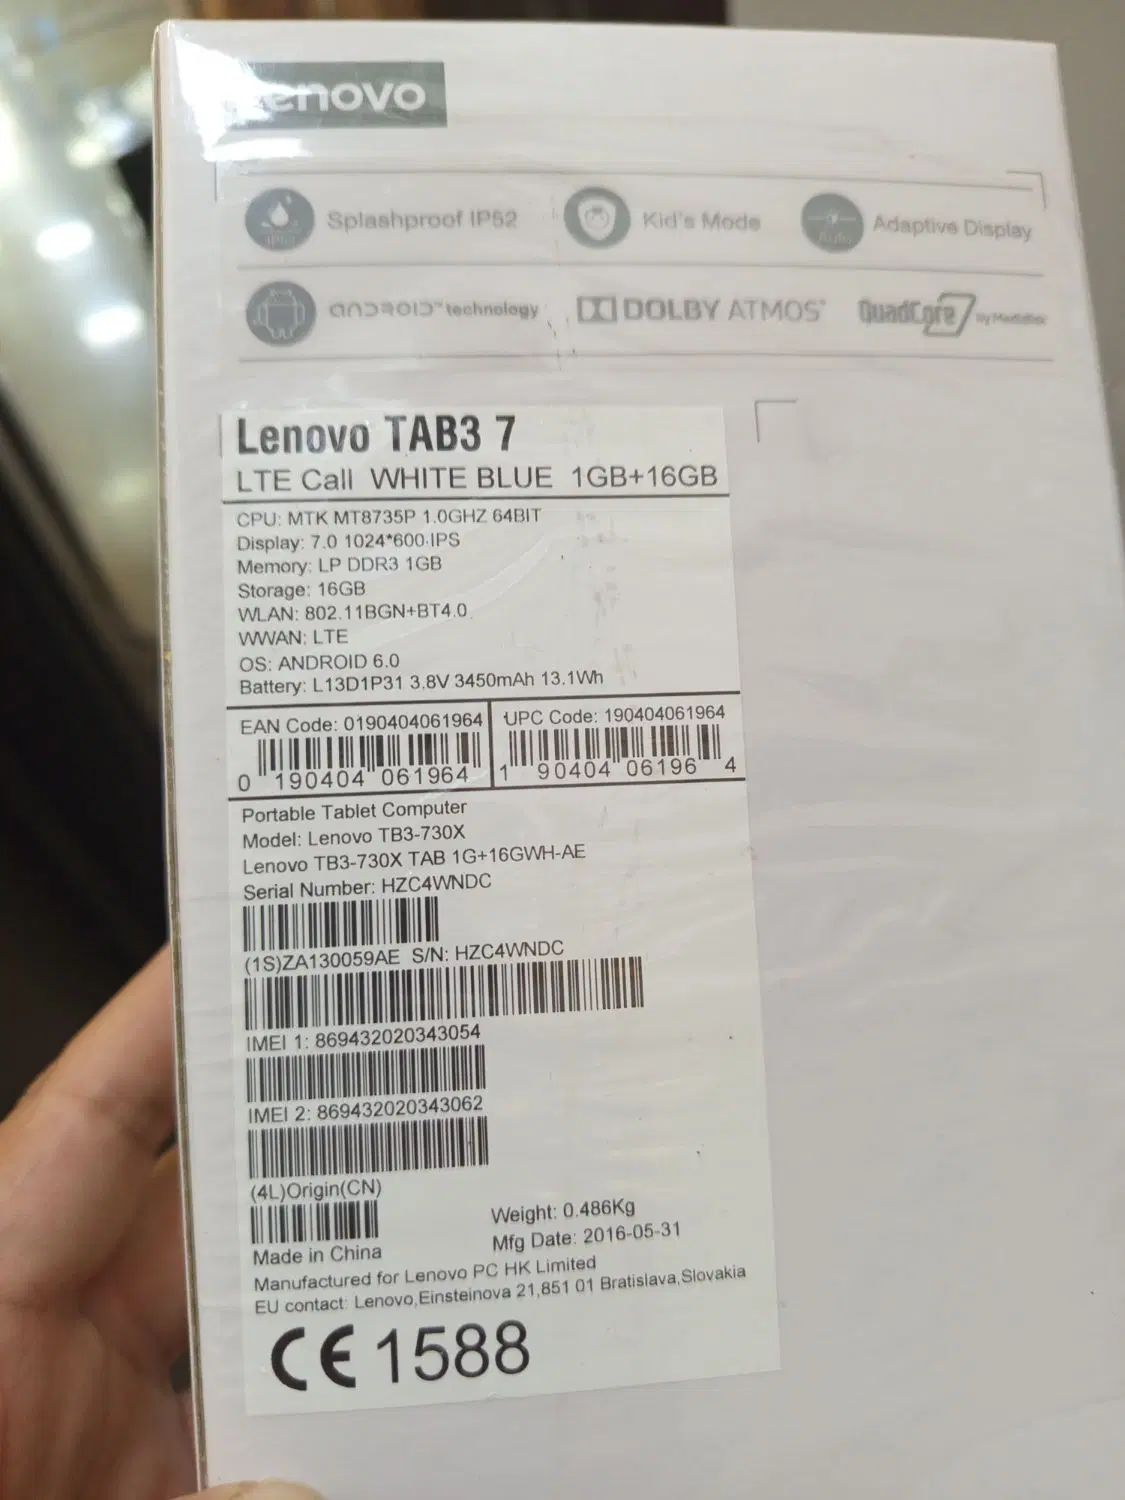 Lenovo
Splashproof IP52
Kid's Mode
Adaptive Display
IP52
Auto
ANDROID™ technology
DOLBY ATMOS®
QuadCore 7 by MediaTek
Lenovo TAB3 7
LTE Call WHITE BLUE 1GB+16GB
CPU: MTK MT8735P 1.0GHZ 64BIT
Display: 7.0 1024*600 IPS
Memory: LP DDR3 1GB
Storage: 16GB
WLAN: 802.11BGN+BT4.0
WWAN: LTE
OS: ANDROID 6.0
Battery: L13D1P31 3.8V 3450mAh 13.1Wh
EAN Code: 0190404061964
0 190404 061964
UPC Code: 190404061964
1 90404 06196 4
Portable Tablet Computer
Model: Lenovo TB3-730X
Lenovo TB3-730X TAB 1G+16GWH-AE
Serial Number: HZC4WNDC
(1S)ZA130059AE S/N: HZC4WNDC
IMEI 1: 869432020343054
IMEI 2: 869432020343062
(4L)Origin(CN)
Made in China
Weight: 0.486Kg
Mfg Date: 2016-05-31
Manufactured for Lenovo PC HK Limited
EU contact: Lenovo,Einsteinova 21,851 01 Bratislava,Slovakia
CE 1588